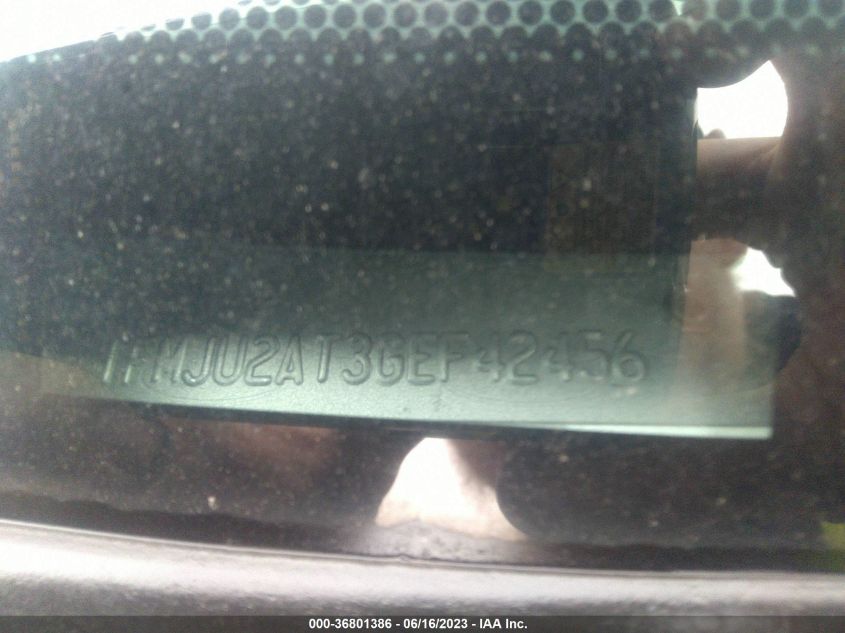 1FMJU2AT3GEF42456
000-36801386 - 06/16/2023 - IAA Inc.